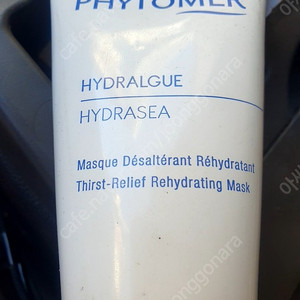 PHYTOMER
HYDRALGUE
HYDRASEA
Masque Désaltérant Réhydratant
Thirst-Relief Rehydrating Mask